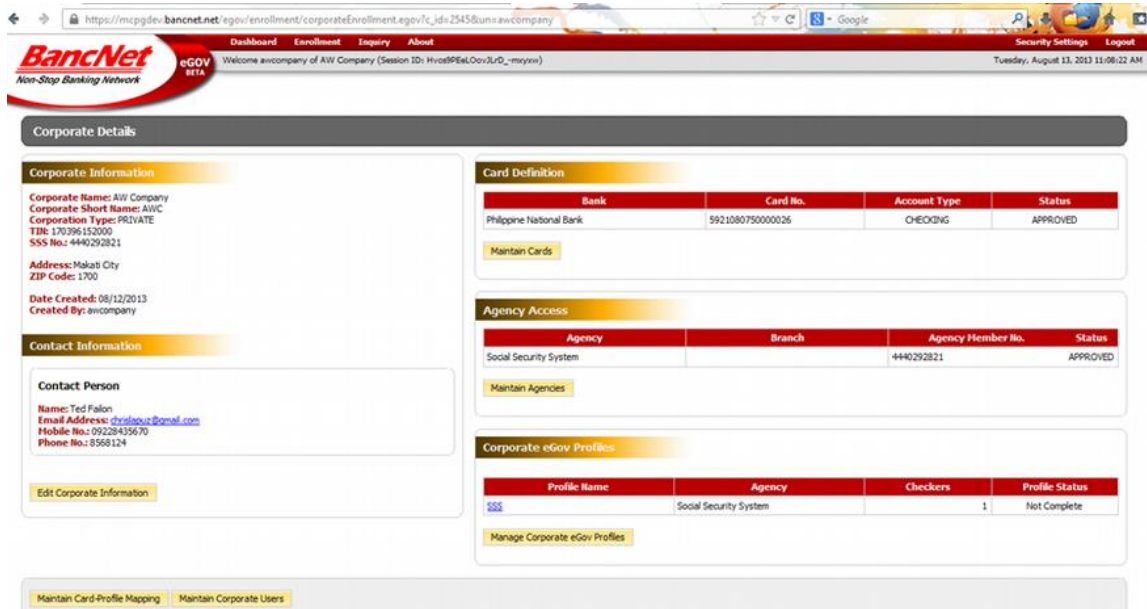 https://mcpgdev.bancnet.net/egov/enrollment/corporateEnrollment.egov?c_id=2545&un=awcompany
Google
BancNet
Non-Stop Banking Network
eGOV
BETA
Dashboard Enrollment Inquiry About
Security Settings Logout
Welcome awcompany of AW Company
Tuesday, August 13, 2013 11:08:22 AM
Corporate Details
Corporate Information
Corporate Name: AW Company
Corporate Short Name: AWC
Corporation Type: PRIVATE
TIN: 170396152000
SSS No.: 4440292821
Address: Makati City
ZIP Code: 1700
Date Created: 08/12/2013
Created By: awcompany
Contact Information
Contact Person
Name: Ted Failon
Email Address: chrislapuz@gmail.com
Mobile No.: 09228435670
Phone No.: 8568124
Edit Corporate Information
Card Definition
Bank Card No. Account Type Status
Philippine National Bank 5921080750000026 CHECKING APPROVED
Maintain Cards
Agency Access
Agency Branch Agency Member No. Status
Social Security System 4440292821 APPROVED
Maintain Agencies
Corporate eGov Profiles
Profile Name Agency Checkers Profile Status
SSS Social Security System 1 Not Complete
Manage Corporate eGov Profiles
Maintain Card-Profile Mapping Maintain Corporate Users